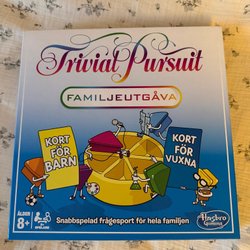 Trivial Pursuit
FAMILJEUTGÅVA
KORT
FÖR
BARN
KORT
FÖR
VUXNA
ÅLDER
8+
Snabbspelad frågesport för hela familjen
Hasbro
Gaming